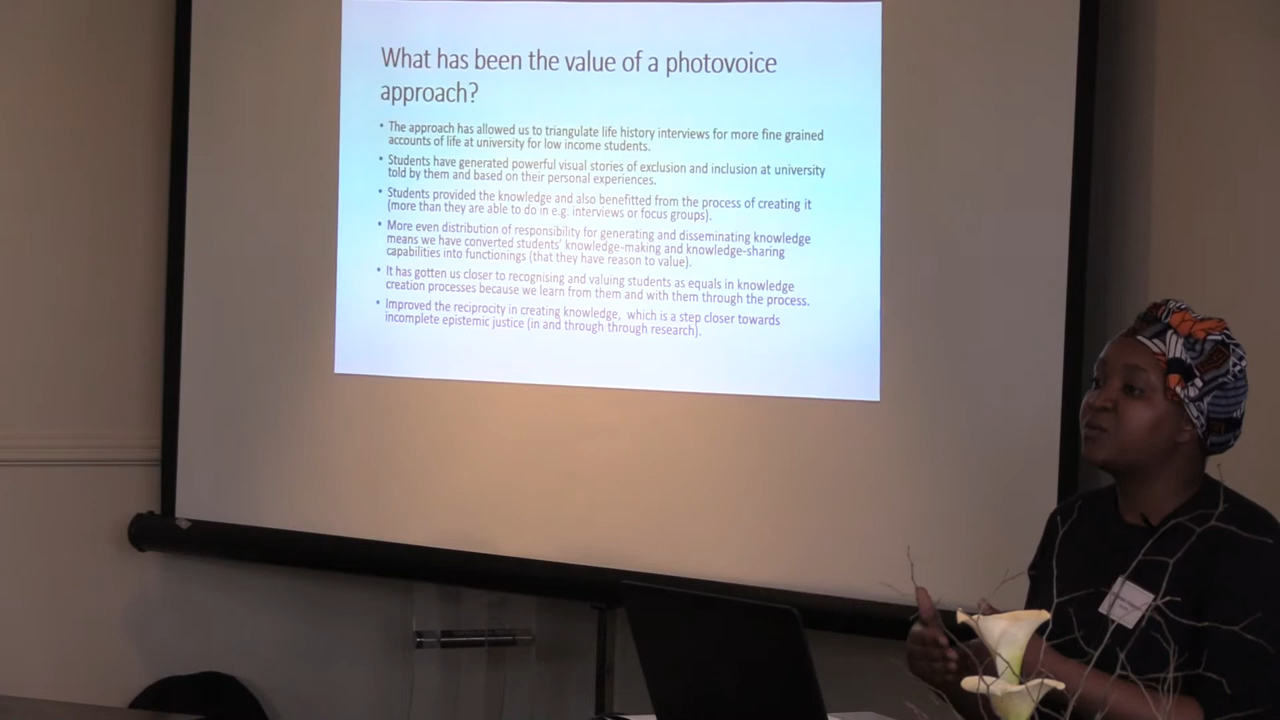 What has been the value of a photovoice
approach?
• The approach has allowed us to triangulate life history interviews for more fine grained
accounts of life at university for low income students.
• Students have generated powerful visual stories of exclusion and inclusion at university
told by them and based on their personal experiences.
• Students provided the knowledge and also benefitted from the process of creating it
(more than they are able to do in e.g. interviews or focus groups).
• More even distribution of responsibility for generating and disseminating knowledge
means we have converted students' knowledge-making and knowledge-sharing
capabilities into functionings (that they have reason to value).
• It has gotten us closer to recognising and valuing students as equals in knowledge
creation processes because we learn from them and with them through the process.
• Improved the reciprocity in creating knowledge, which is a step closer towards
incomplete epistemic justice (in and through through research).